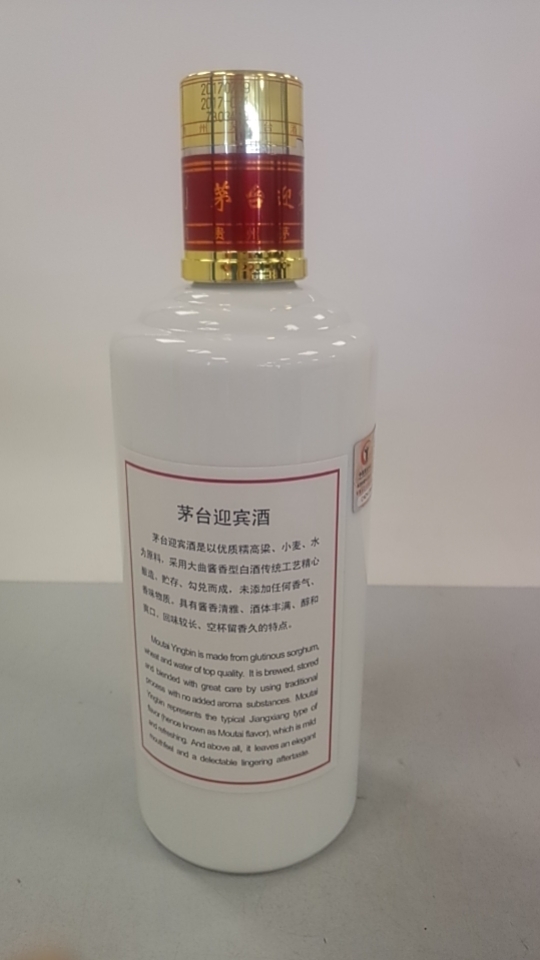 茅台迎
贵州茅
茅台迎宾酒
茅台迎宾酒是以优质糯高粱、小麦、水
为原料，采用大曲酱香型白酒传统工艺精心
酿造、贮存、勾兑而成，未添加任何香气、
香味物质，具有酱香清雅、酒体丰满、醇和
爽口、回味较长、空杯留香久的特点。
Moutai Yingbin is made from glutinous sorghum,
wheat and water of top quality. It is brewed, stored
and blended with great care by using traditional
process with no added aroma substances. Moutai
Yingbin represents the typical Jiangxiang type of
flavor (hence known as Moutai flavor), which is mild
and refreshing. And above all, it leaves an elegant
mouthfeel and a delectable lingering aftertaste.